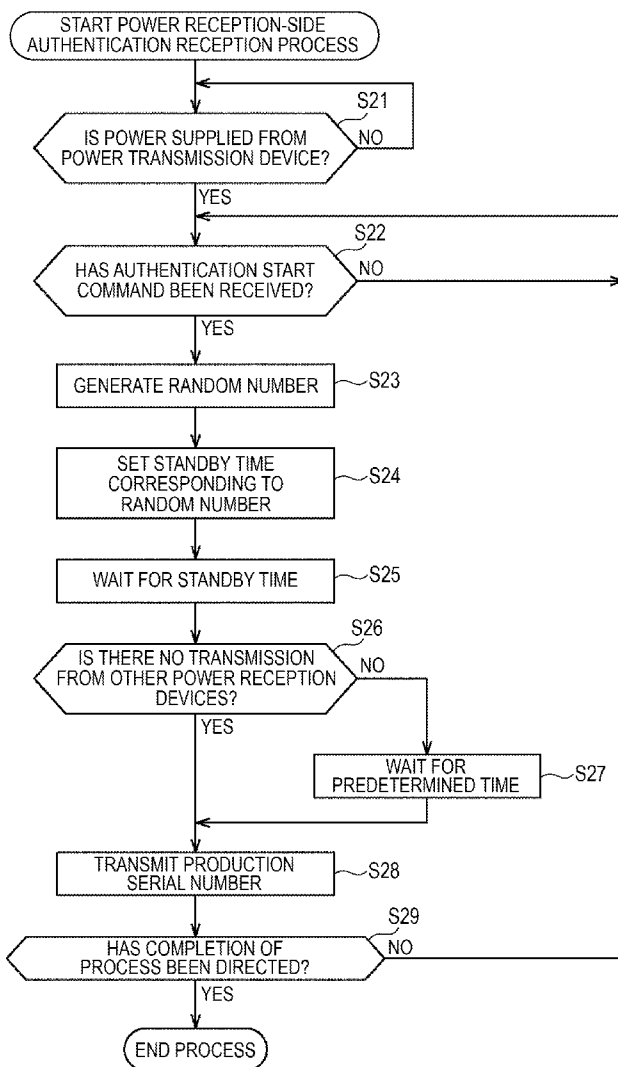 START POWER RECEPTION-SIDE
AUTHENTICATION RECEPTION PROCESS
S21
IS POWER SUPPLIED FROM
POWER TRANSMISSION DEVICE?
NO
YES
S22
HAS AUTHENTICATION START
COMMAND BEEN RECEIVED?
NO
YES
GENERATE RANDOM NUMBER
S23
SET STANDBY TIME
CORRESPONDING TO
RANDOM NUMBER
S24
WAIT FOR STANDBY TIME
S25
S26
IS THERE NO TRANSMISSION
FROM OTHER POWER RECEPTION
DEVICES?
NO
YES
WAIT FOR
PREDETERMINED TIME
S27
TRANSMIT PRODUCTION
SERIAL NUMBER
S28
S29
HAS COMPLETION OF
PROCESS BEEN DIRECTED?
NO
YES
END PROCESS